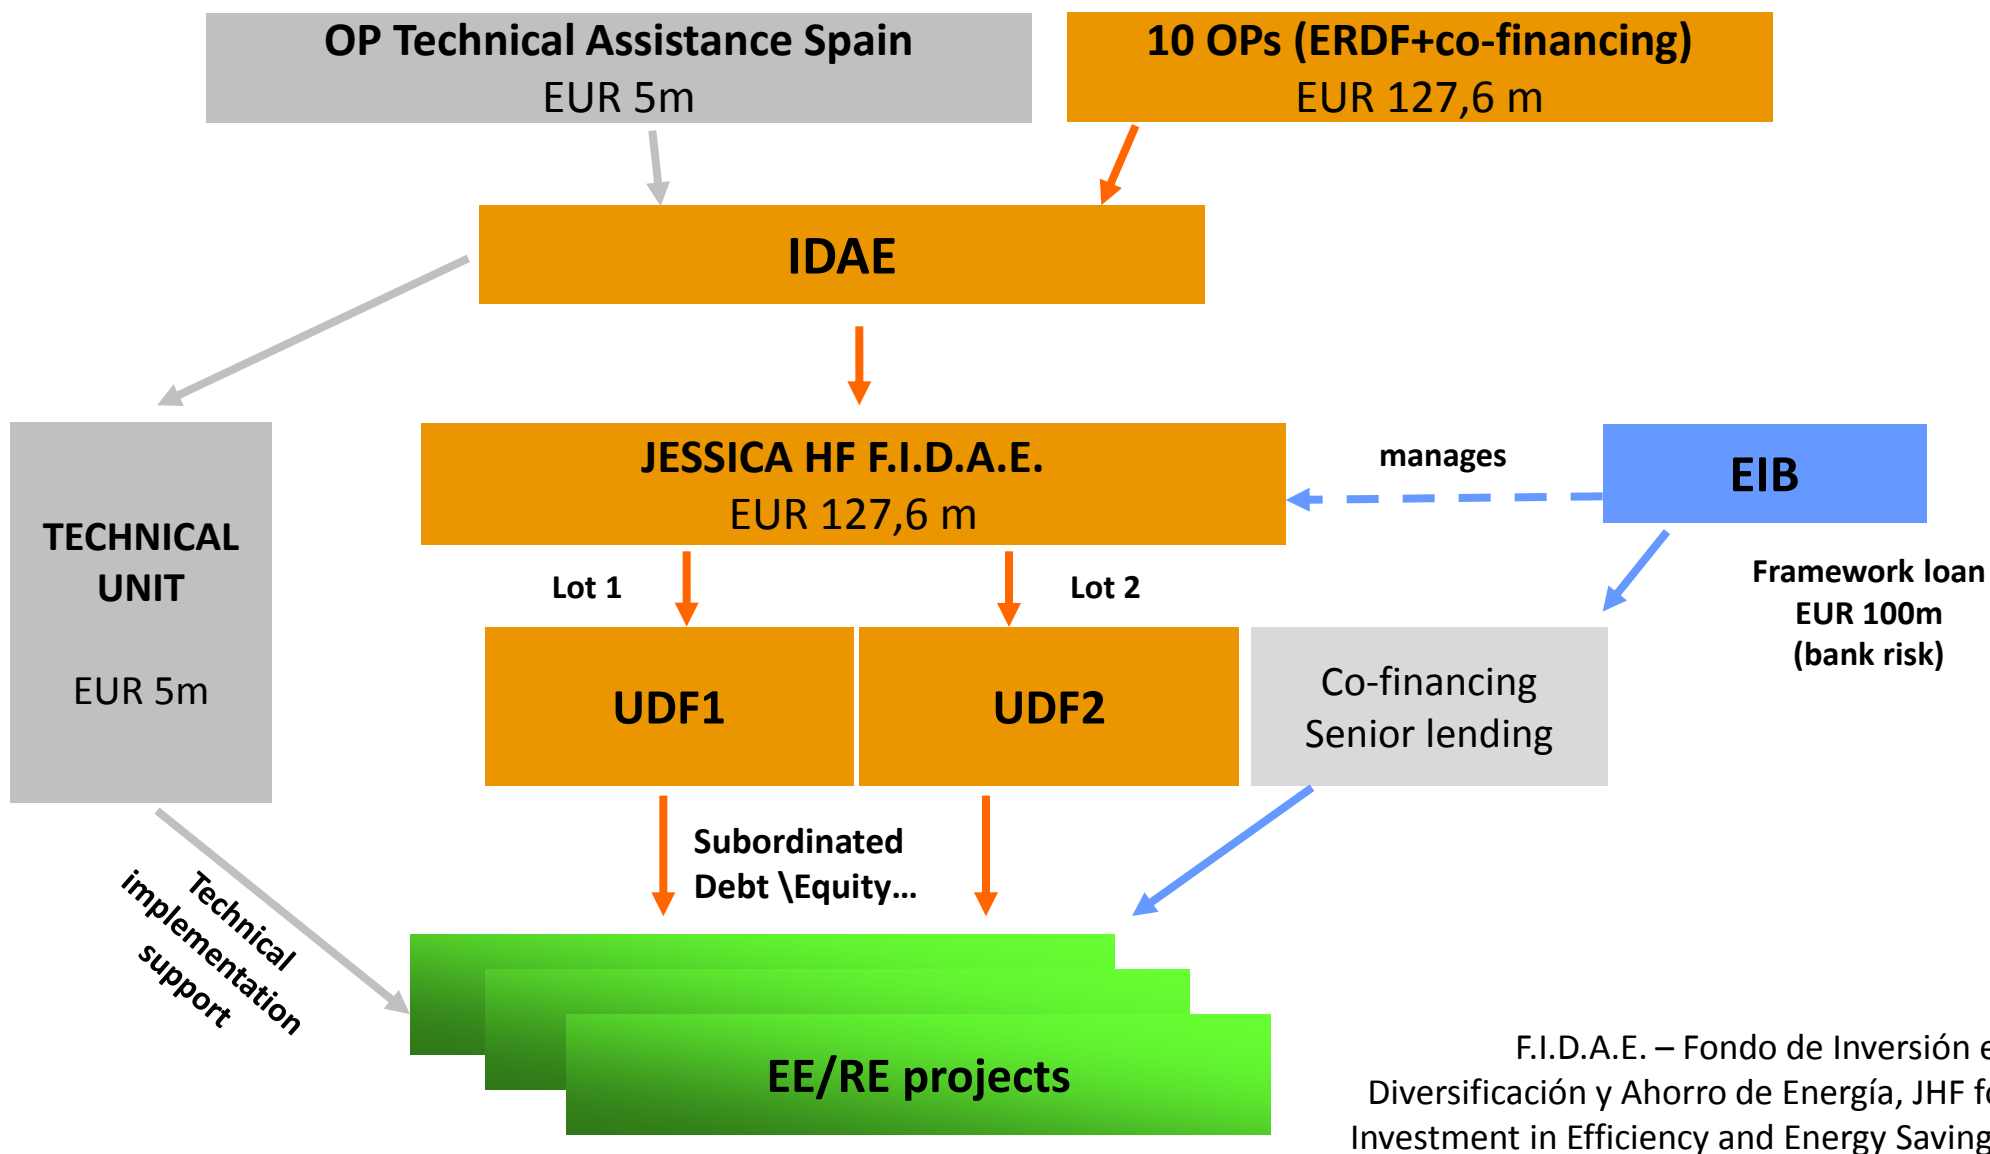 OP Technical Assistance Spain
EUR 5m
10 OPs (ERDF+co-financing)
EUR 127,6 m
IDAE
JESSICA HF F.I.D.A.E.
EUR 127,6 m
manages
EIB
TECHNICAL
UNIT
EUR 5m
Lot 1
Lot 2
Framework loan
EUR 100m
(bank risk)
UDF1
UDF2
Co-financing
Senior lending
Subordinated
Debt \Equity...
Technical
implementation
support
EE/RE projects
F.I.D.A.E. – Fondo de Inversión e
Diversificación y Ahorro de Energía, JHF fo
Investment in Efficiency and Energy Saving